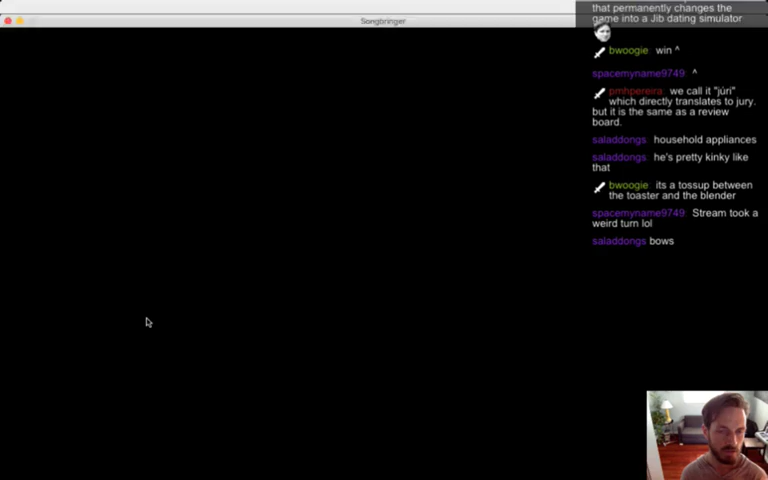 Songbringer
that permanently changes the
game into a Jib dating simulator
bwoogie: win ^
spacemyname9749: ^
pmhpereira: we call it "júri"
which directly translates to jury.
but it is the same as a review
board.
saladdongs: household appliances
saladdongs: he's pretty kinky like
that
bwoogie: its a tossup between
the toaster and the blender
spacemyname9749: Stream took a
weird turn lol
saladdongs bows